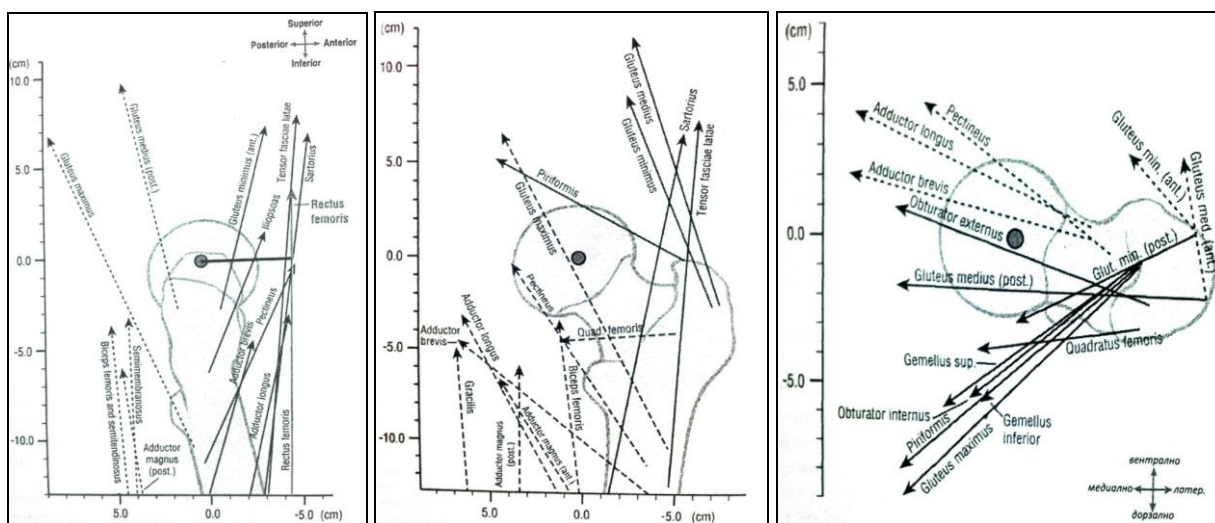 Superior
Posterior
Anterior
Inferior
(cm)
10.0
5.0
0.0
-5.0
-10.0
Gluteus maximus
Gluteus medius (post.)
Gluteus minimus (ant.)
Iliopsoas
Tensor fasciae latae
Sartorius
Rectus
femoris
Pectineus
Adductor brevis
Adductor longus
Rectus femoris
Biceps femoris and semitendinosus
Semimembranosus
Adductor
magnus
(post.)
5.0
0.0
-5.0 (cm)
(cm)
10.0
5.0
0.0
-5.0
-10.0
Gluteus medius
Gluteus minimus
Sartorius
Tensor fasciae latae
Piriformis
Gluteus maximus
Pectineus
Quad. femoris
Adductor longus
Adductor
brevis
Gracilis
Biceps femoris
Adductor magnus
(post.)
Adductor magnus (ant.)
5.0
0.0
-5.0
(cm)
(cm)
5.0
0.0
-5.0
Pectineus
Adductor longus
Adductor brevis
Obturator externus
Gluteus min. (ant.)
Gluteus med. (ant.)
Glut. min. (post.)
Gluteus medius (post.)
Quadratus femoris
Gemellus sup.
Obturator internus
Piriformis
Gemellus
inferior
Gluteus maximus
вентрално
медиално
латер.
дорзално